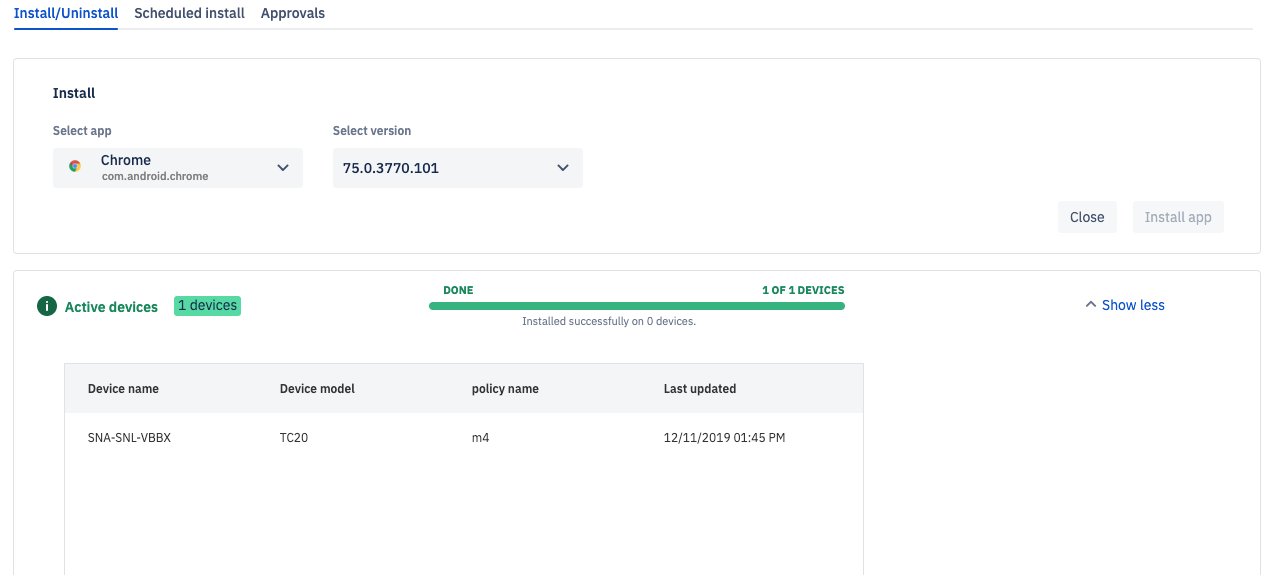 Install/Uninstall Scheduled install Approvals
Install
Select app Select version
Chrome
com.android.chrome
75.0.3770.101
Close Install app
i Active devices 1 devices
DONE 1 OF 1 DEVICES
Installed successfully on 0 devices.
Show less
Device name Device model policy name Last updated
SNA-SNL-VBBX TC20 m4 12/11/2019 01:45 PM